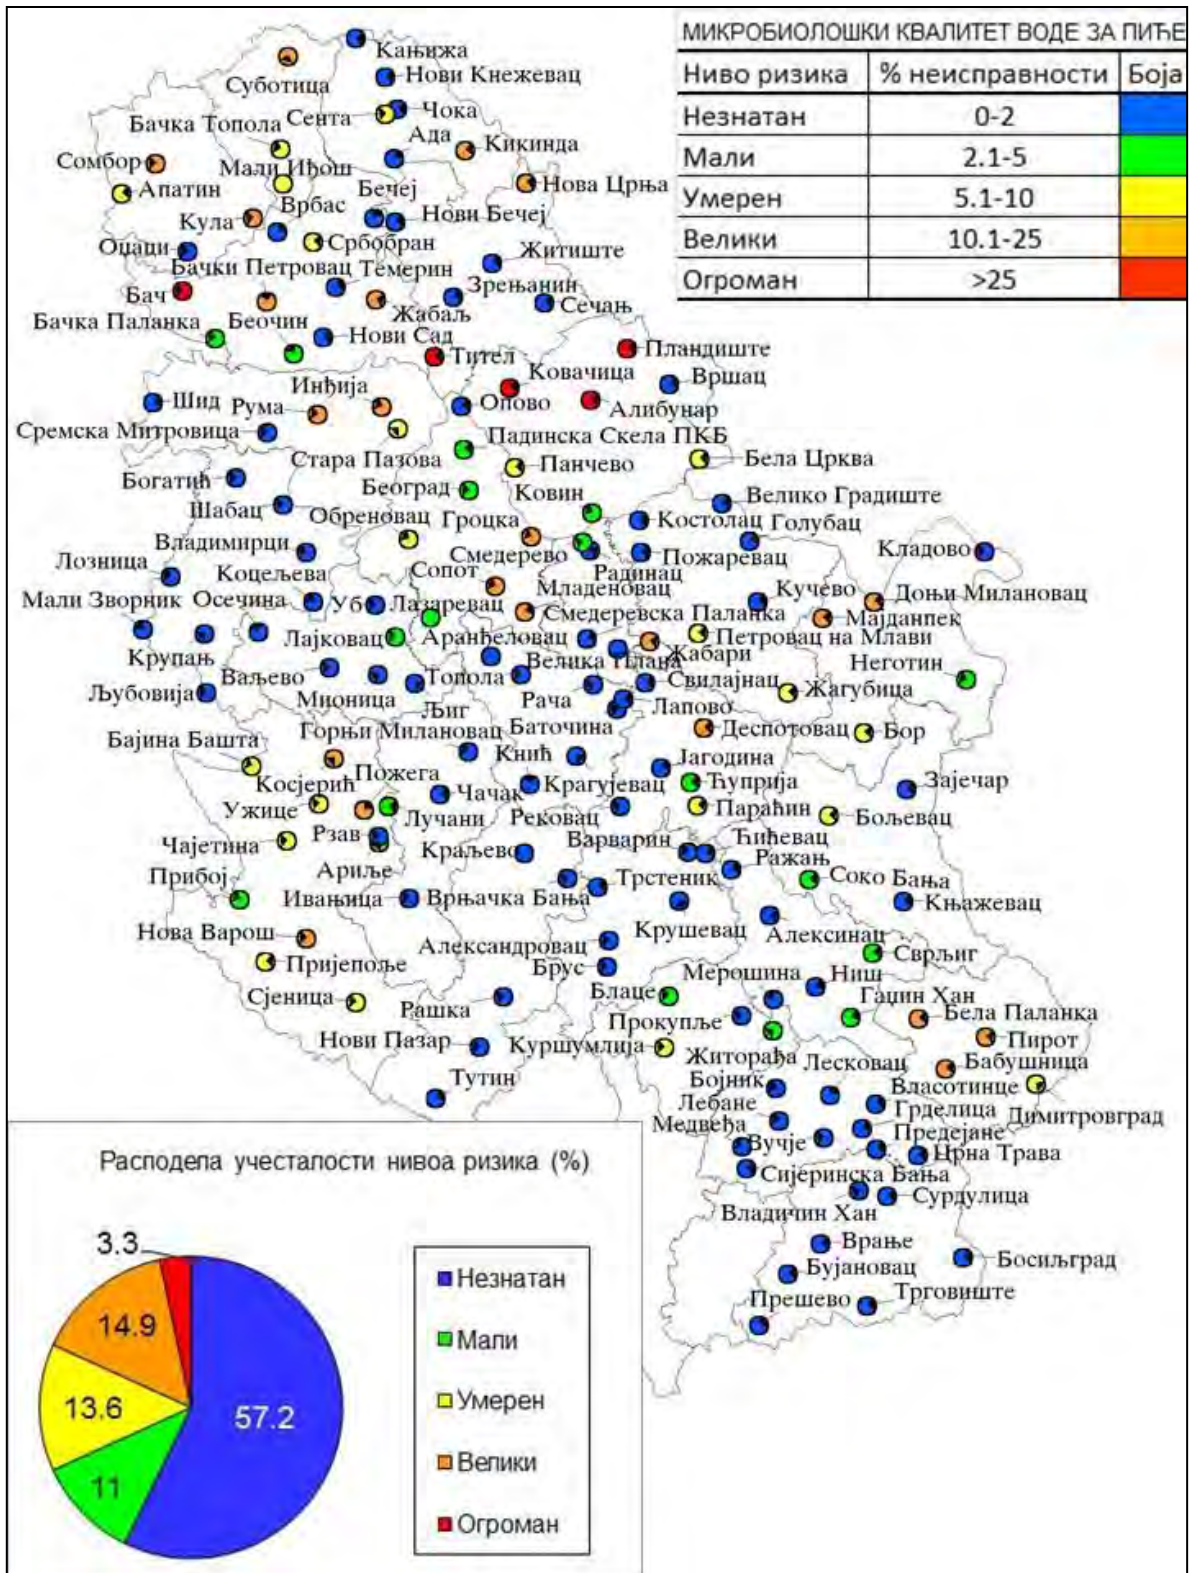 МИКРОБИОЛОШКИ КВАЛИТЕТ ВОДЕ ЗА ПИЋЕ
Ниво ризика % неисправности Боја
Незнатан 0-2
Мали 2.1-5
Умерен 5.1-10
Велики 10.1-25
Огроман >25
Кањижа
Суботица
Нови Кнежевац
Сента
Чока
Бачка Топола
Ада
Кикинда
Сомбор
Мали Иђош
Нова Црња
Апатин
Бечеј
Врбас
Нови Бечеј
Кула
Србобран
Оџаци
Житиште
Бачки Петровац
Темерин
Зрењанин
Бач
Сечањ
Жабаљ
Бачка Паланка
Беочин
Нови Сад
Тител
Пландиште
Ковачица
Вршац
Инђија
Шид
Рума
Опово
Алибунар
Сремска Митровица
Падинска Скела ПКБ
Стара Пазова
Панчево
Бела Црква
Богатић
Београд
Ковин
Велико Градиште
Шабац
Обреновац
Гроцка
Костолац
Голубац
Владимирци
Смедерево
Пожаревац
Кладово
Лозница
Коцељева
Сопот
Радинац
Младеновац
Кучево
Доњи Милановац
Мали Зворник
Осечина
Уб
Лазаревац
Смедеревска Паланка
Мајданпек
Лајковац
Аранђеловац
Петровац на Млави
Крупањ
Велика Плана
Жабари
Неготин
Ваљево
Топола
Свилајнац
Љубовија
Мионица
Рача
Жагубица
Љиг
Лапово
Баточина
Горњи Милановац
Деспотовац
Бор
Бајина Башта
Кнић
Јагодина
Косјерић
Пожега
Зајечар
Чачак
Крагујевац
Ћуприја
Ужице
Лучани
Рековац
Параћин
Бољевац
Рзав
Варварин
Ћићевац
Чајетина
Краљево
Ражањ
Ариље
Прибој
Трстеник
Соко Бања
Ивањица
Врњачка Бања
Књажевац
Крушевац
Алексинац
Нова Варош
Александровац
Сврљиг
Пријепоље
Брус
Мерошина
Ниш
Сјеница
Рашка
Блаце
Гаџин Хан
Прокупље
Бела Паланка
Нови Пазар
Куршумлија
Пирот
Житорађа
Лесковац
Бабушница
Тутин
Бојник
Власотинце
Лебане
Грделица
Димитровград
Медвеђа
Предејане
Вучје
Црна Трава
Сијеринска Бања
Сурдулица
Владичин Хан
Врање
Босиљград
Бујановац
Прешево
Трговиште
Расподела учесталости нивоа ризика (%)
3.3
14.9
13.6
57.2
11
Незнатан
Мали
Умерен
Велики
Огроман